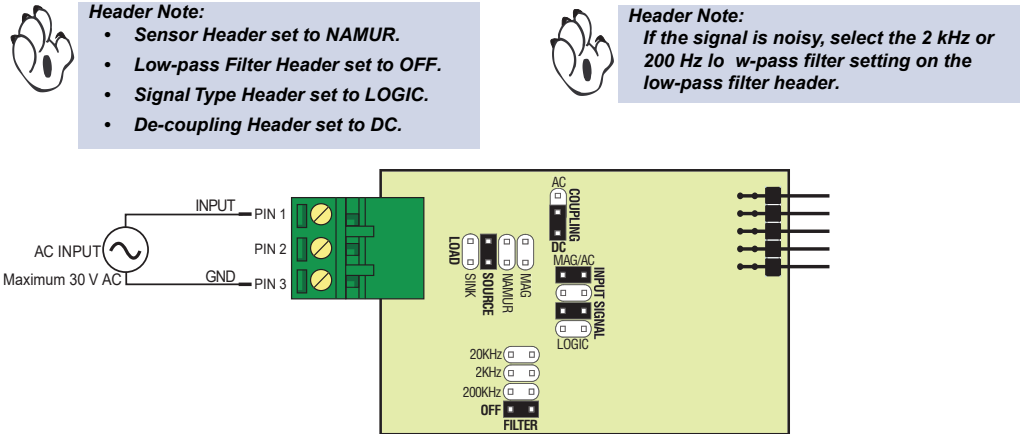 Header Note:
• Sensor Header set to NAMUR.
• Low-pass Filter Header set to OFF.
• Signal Type Header set to LOGIC.
• De-coupling Header set to DC.
Header Note:
If the signal is noisy, select the 2 kHz or
200 Hz lo w-pass filter setting on the
low-pass filter header.
INPUT
PIN 1
AC INPUT
PIN 2
Maximum 30 V AC
GND
PIN 3
AC
COUPLING
DC
LOAD
SINK
SOURCE
NAMUR
MAG
MAG/AC
INPUT SIGNAL
LOGIC
20KHz
2KHz
200KHz
OFF
FILTER